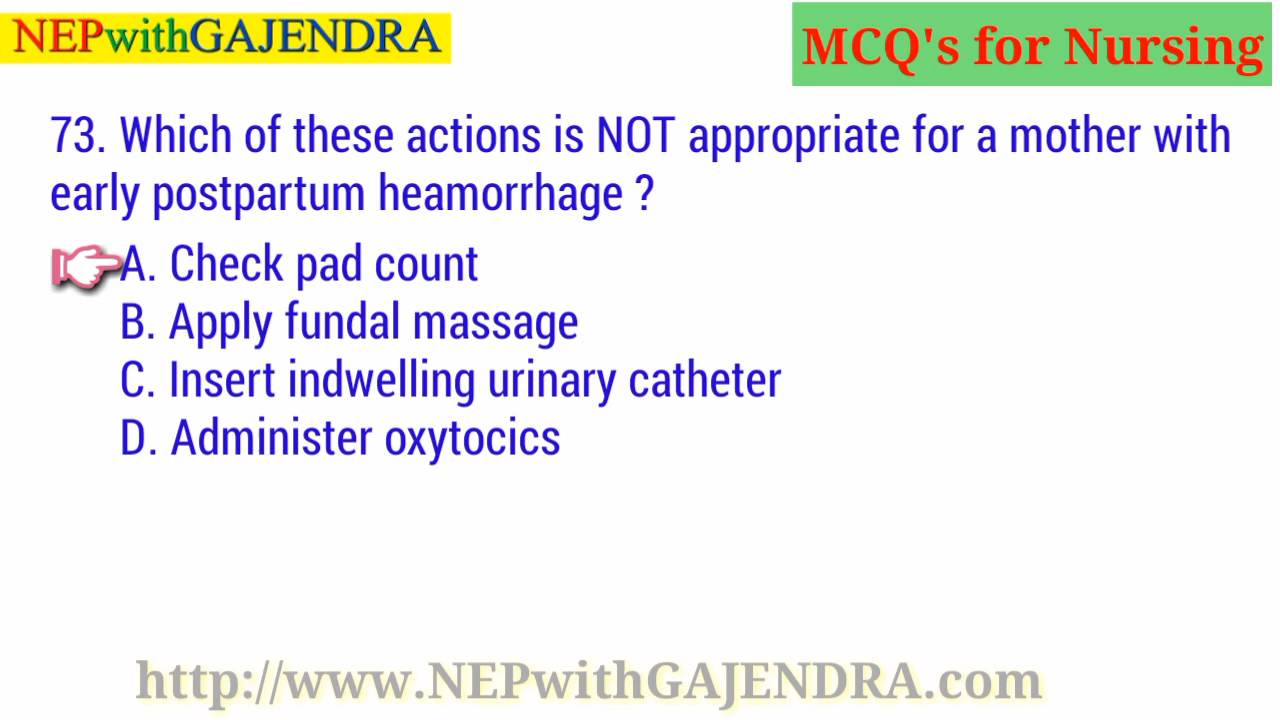 NEPwithGAJENDRA
MCQ's for Nursing
73. Which of these actions is NOT appropriate for a mother with
early postpartum heamorrhage ?
A. Check pad count
B. Apply fundal massage
C. Insert indwelling urinary catheter
D. Administer oxytocics
http://www.NEPwithGAJENDRA.com